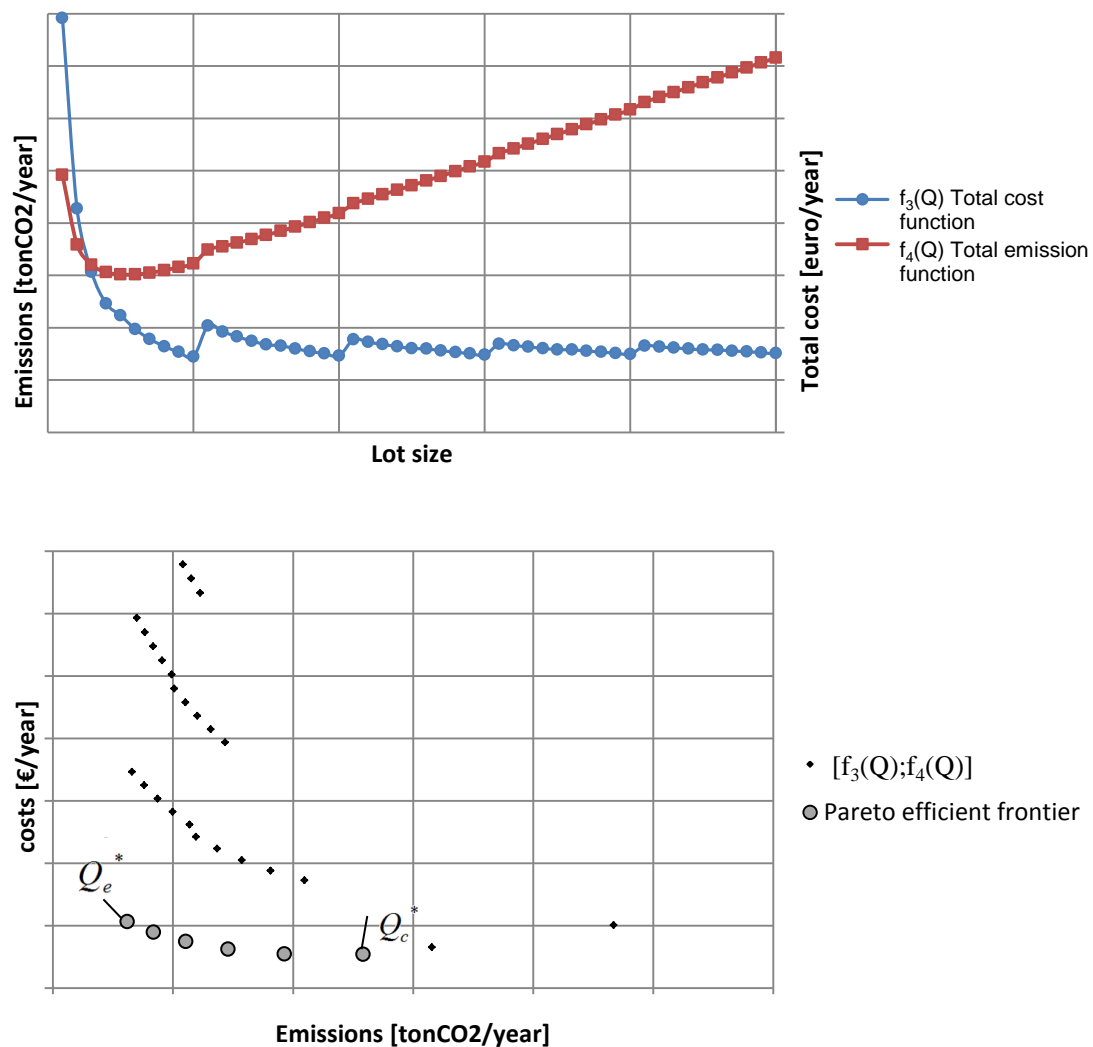 Emissions [tonCO2/year]
Total cost [euro/year]
Lot size
f3(Q) Total cost
function
f4(Q) Total emission
function
costs [€/year]
Qe*
Qc*
[f3(Q);f4(Q)]
Pareto efficient frontier
Emissions [tonCO2/year]